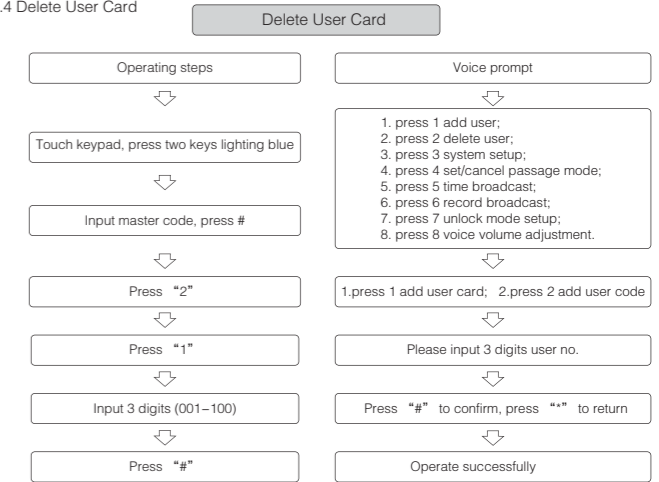 .4 Delete User Card
Delete User Card
Operating steps
Touch keypad, press two keys lighting blue
Input master code, press #
Press “2”
Press “1”
Input 3 digits (001–100)
Press “#”
Voice prompt
1. press 1 add user;
2. press 2 delete user;
3. press 3 system setup;
4. press 4 set/cancel passage mode;
5. press 5 time broadcast;
6. press 6 record broadcast;
7. press 7 unlock mode setup;
8. press 8 voice volume adjustment.
1.press 1 add user card; 2.press 2 add user code
Please input 3 digits user no.
Press “#” to confirm, press “*” to return
Operate successfully